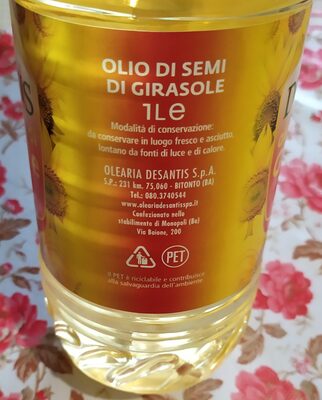 OLIO DI SEMI
DI GIRASOLE
1L e
Modalità di conservazione:
da conservare in luogo fresco e asciutto,
lontano da fonti di luce e di calore.
OLEARIA DESANTIS S.p.A.
S.P.: 231 km. 75,060 - BITONTO (BA)
Tel.: 080.3740544
www.oleariadesantisspa.it
Confezionato nello
stabilimento di Monopoli (Ba)
Via Baione, 200
PET
Il PET è riciclabile e contribuisce
alla salvaguardia dell'ambiente